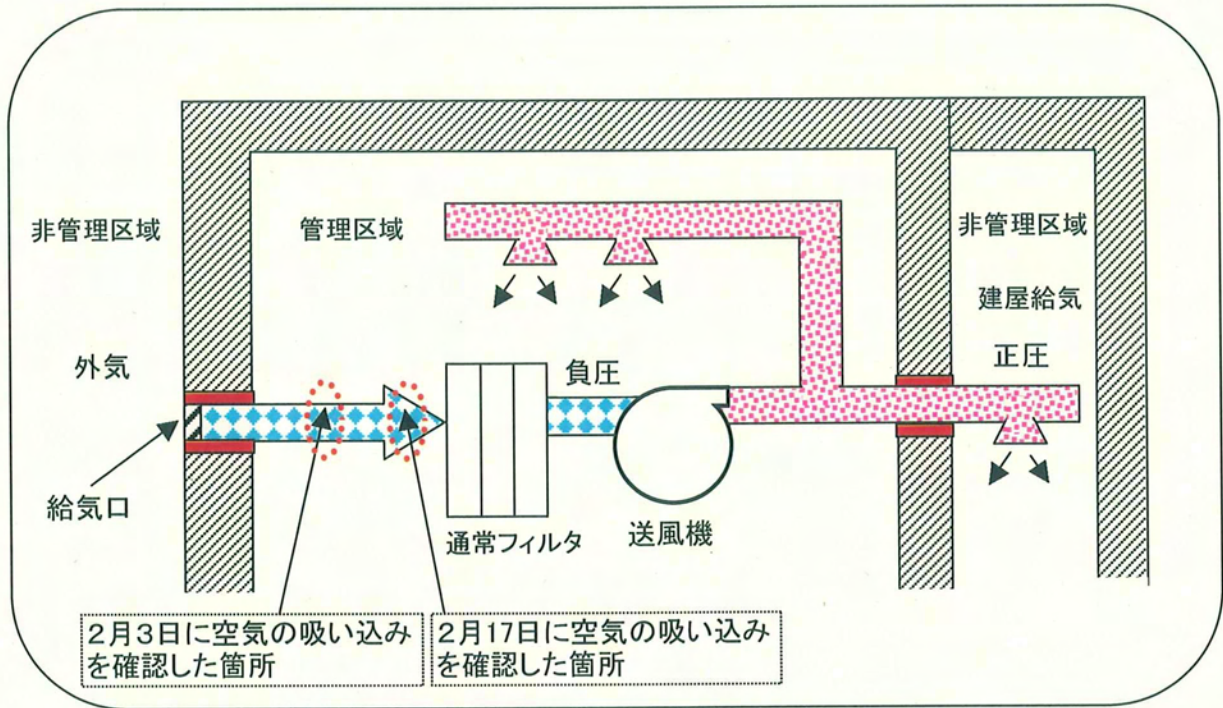 非管理区域
管理区域
非管理区域
建屋給気
正圧
外気
負圧
給気口
通常フィルタ
送風機
2月3日に空気の吸い込み
を確認した箇所
2月17日に空気の吸い込み
を確認した箇所